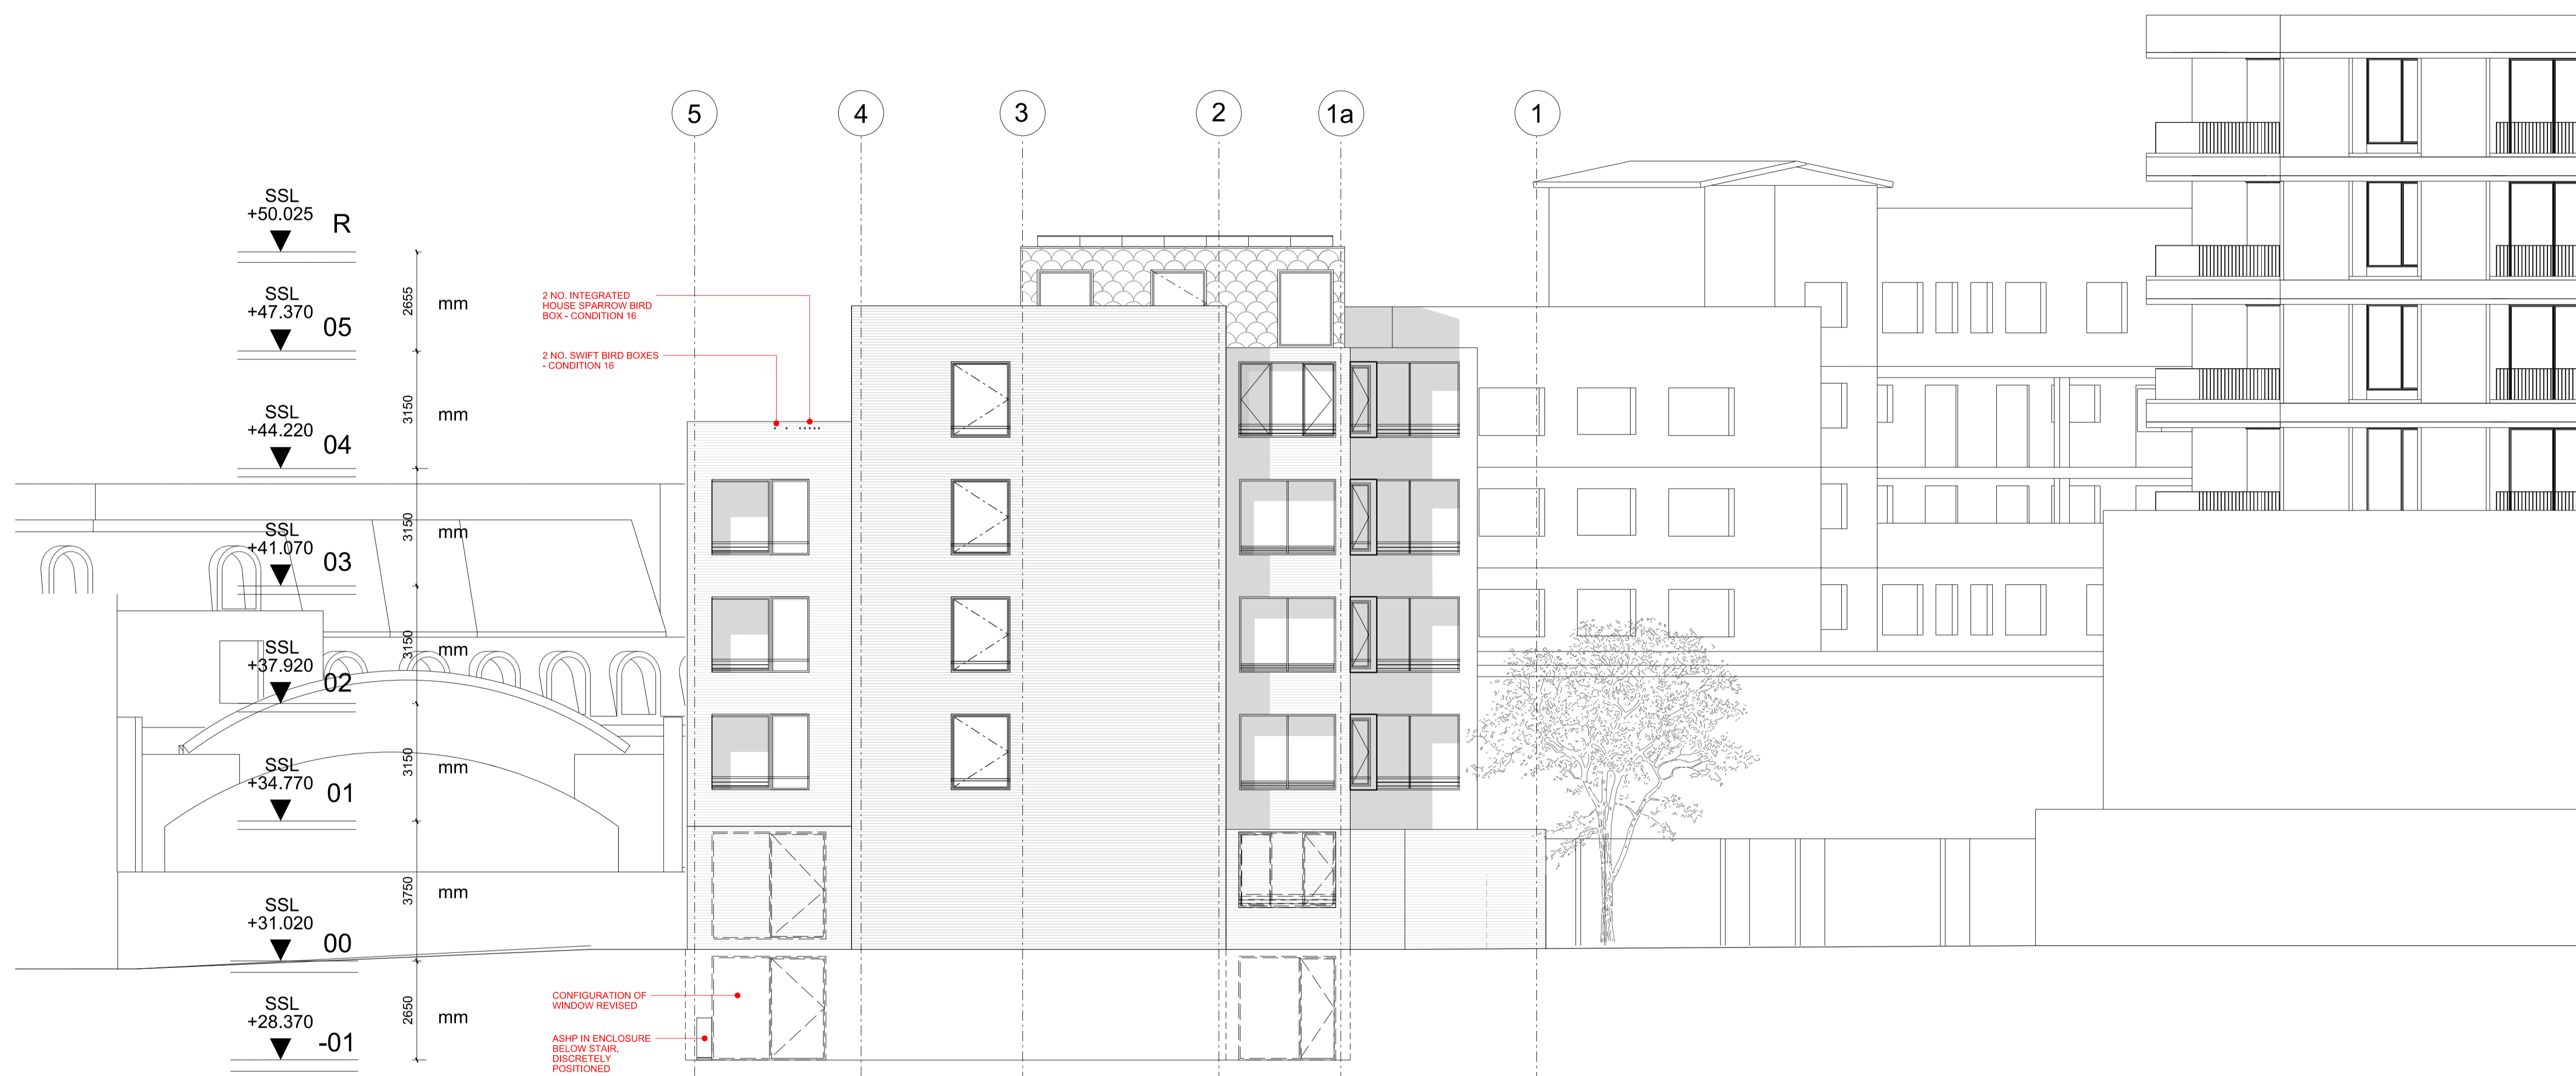 5
4
3
2
1a
1
SSL
+50.025
R
2655
mm
SSL
+47.370
05
3150
mm
SSL
+44.220
04
3150
mm
SSL
+41.070
03
3150
mm
SSL
+37.920
02
3150
mm
SSL
+34.770
01
3750
mm
SSL
+31.020
00
2650
mm
SSL
+28.370
-01
2 NO. INTEGRATED
HOUSE SPARROW BIRD
BOX - CONDITION 16
2 NO. SWIFT BIRD BOXES
- CONDITION 16
CONFIGURATION OF
WINDOW REVISED
ASHP IN ENCLOSURE
BELOW STAIR.
DISCRETELY
POSITIONED